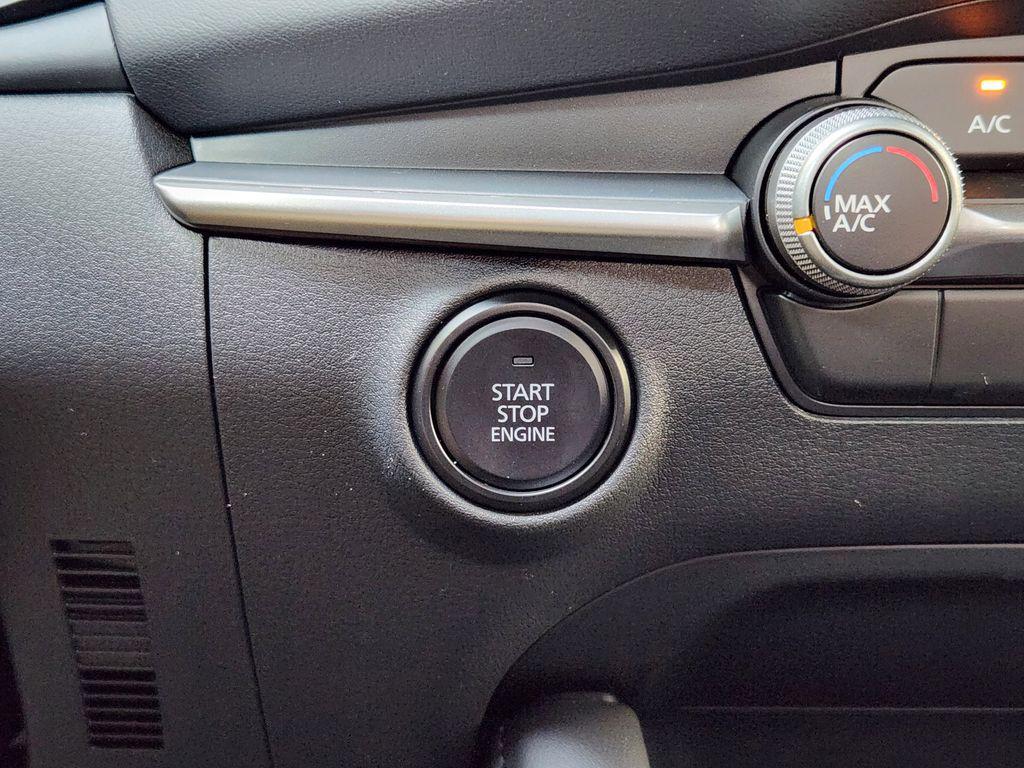 A/C
MAX
A/C
START
STOP
ENGINE